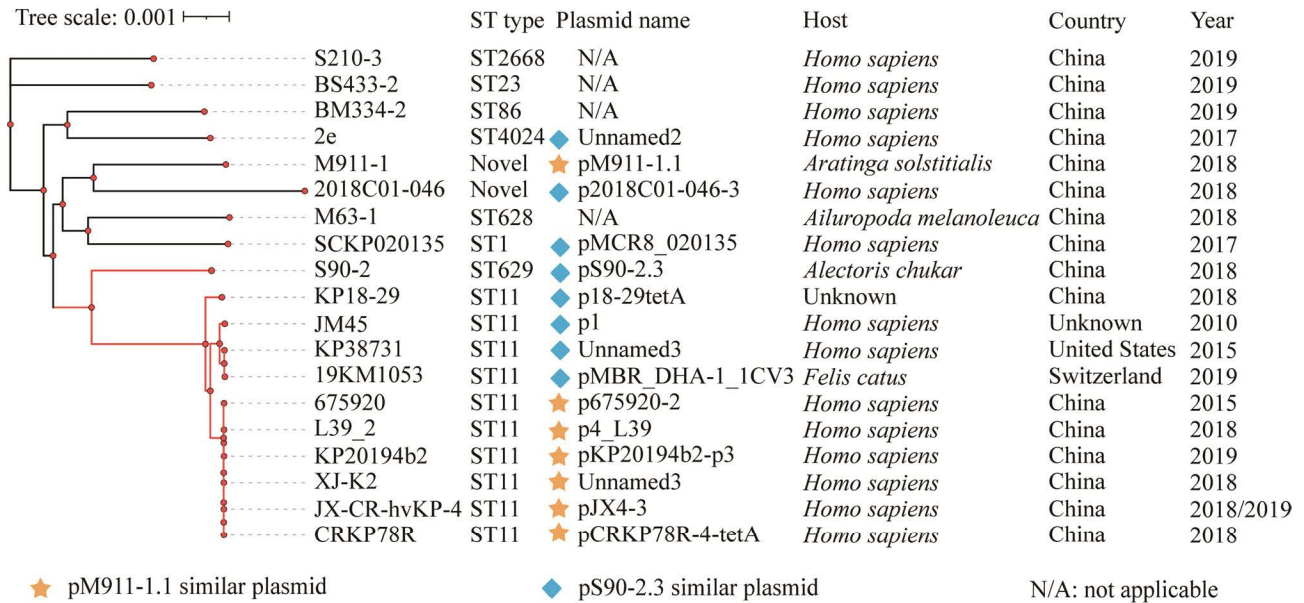 Tree scale: 0.001 ST type Plasmid name Host Country Year
S210-3 ST2668 N/A Homo sapiens China 2019
BS433-2 ST23 N/A Homo sapiens China 2019
BM334-2 ST86 N/A Homo sapiens China 2019
2e ST4024 Unnamed2 Homo sapiens China 2017
M911-1 Novel pM911-1.1 Aratinga solstitialis China 2018
2018C01-046 Novel p2018C01-046-3 Homo sapiens China 2018
M63-1 ST628 N/A Ailuropoda melanoleuca China 2018
SCKP020135 ST1 pMCR8_020135 Homo sapiens China 2017
S90-2 ST629 pS90-2.3 Alectoris chukar China 2018
KP18-29 ST11 p18-29tetA Unknown China 2018
JM45 ST11 p1 Homo sapiens Unknown 2010
KP38731 ST11 Unnamed3 Homo sapiens United States 2015
19KM1053 ST11 pMBR_DHA-1_1CV3 Felis catus Switzerland 2019
675920 ST11 p675920-2 Homo sapiens China 2015
L39_2 ST11 p4_L39 Homo sapiens China 2018
KP20194b2 ST11 pKP20194b2-p3 Homo sapiens China 2019
XJ-K2 ST11 Unnamed3 Homo sapiens China 2018
JX-CR-hvKP-4 ST11 pJX4-3 Homo sapiens China 2018/2019
CRKP78R ST11 pCRKP78R-4-tetA Homo sapiens China 2018
pM911-1.1 similar plasmid pS90-2.3 similar plasmid N/A: not applicable